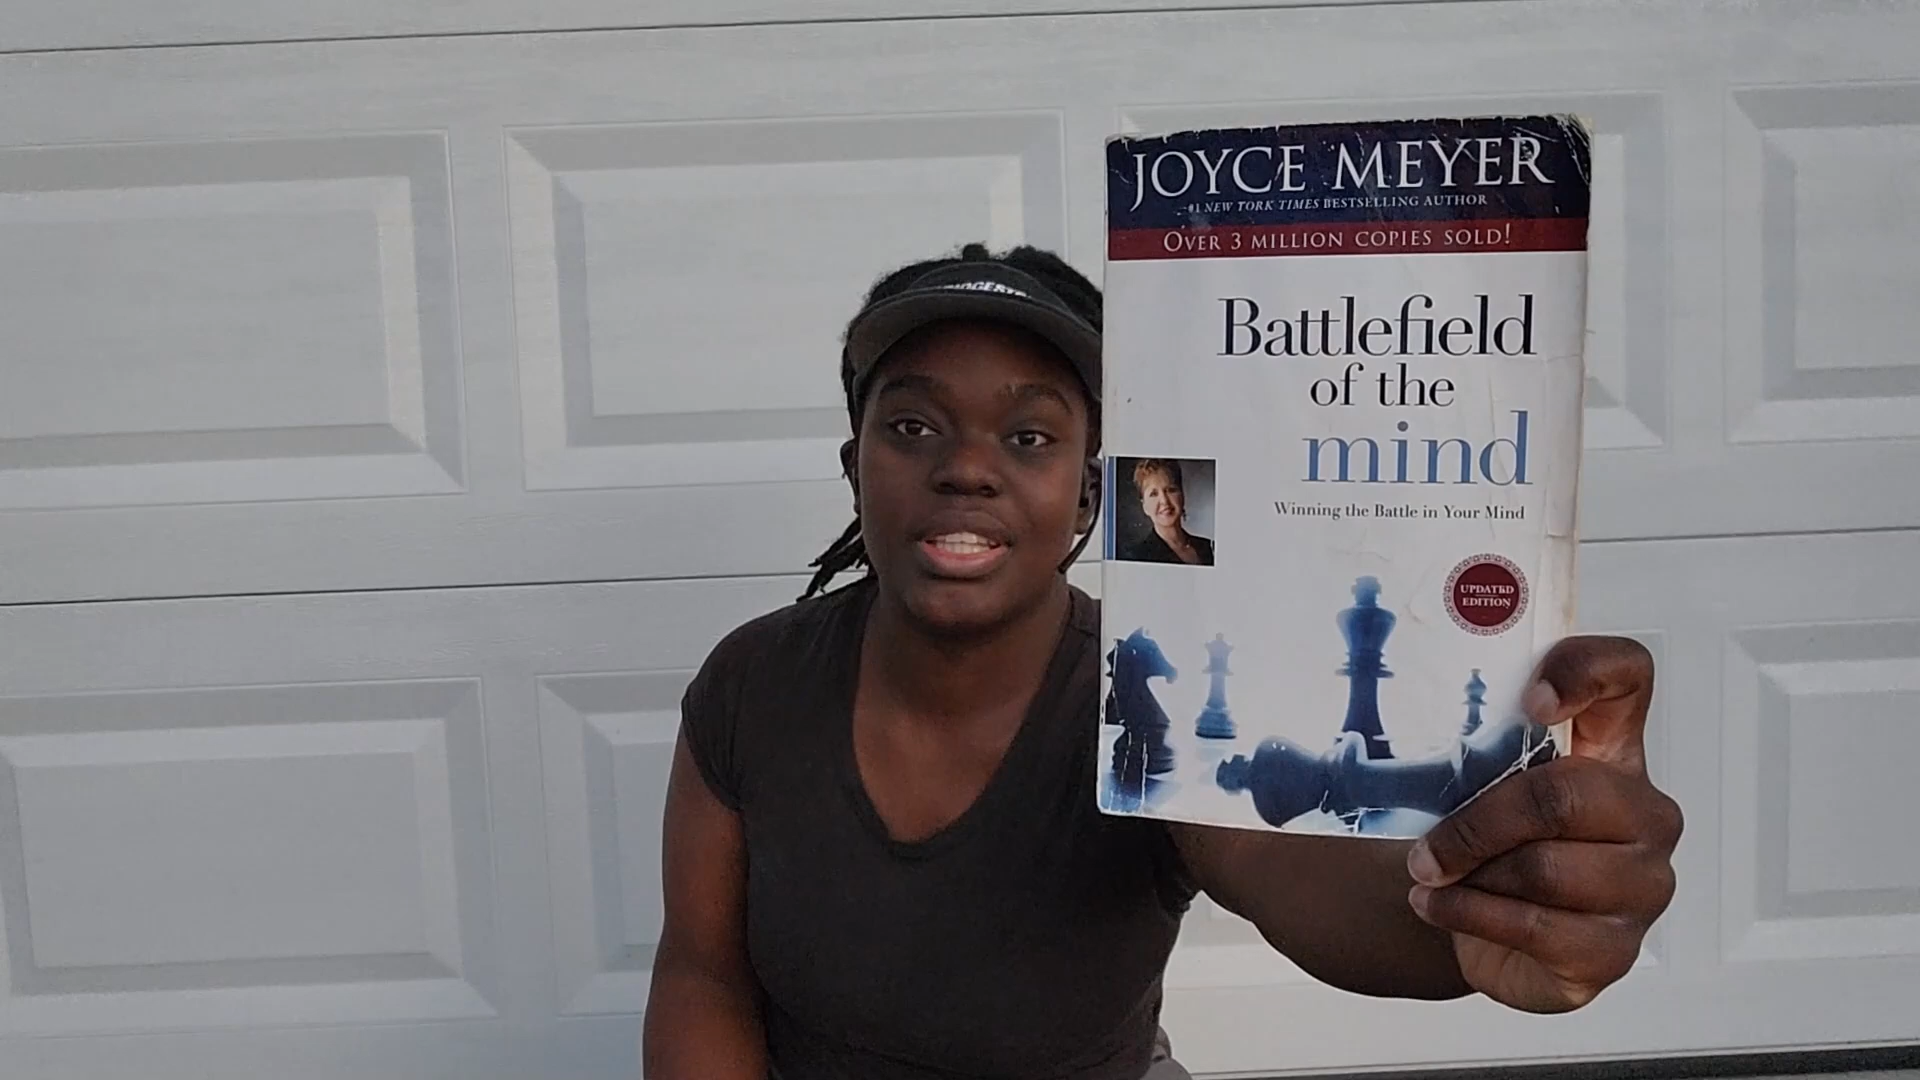 JOYCE MEYER
#1 NEW YORK TIMES BESTSELLING AUTHOR
OVER 3 MILLION COPIES SOLD!
Battlefield
of the
mind
Winning the Battle in Your Mind
UPDATED
EDITION